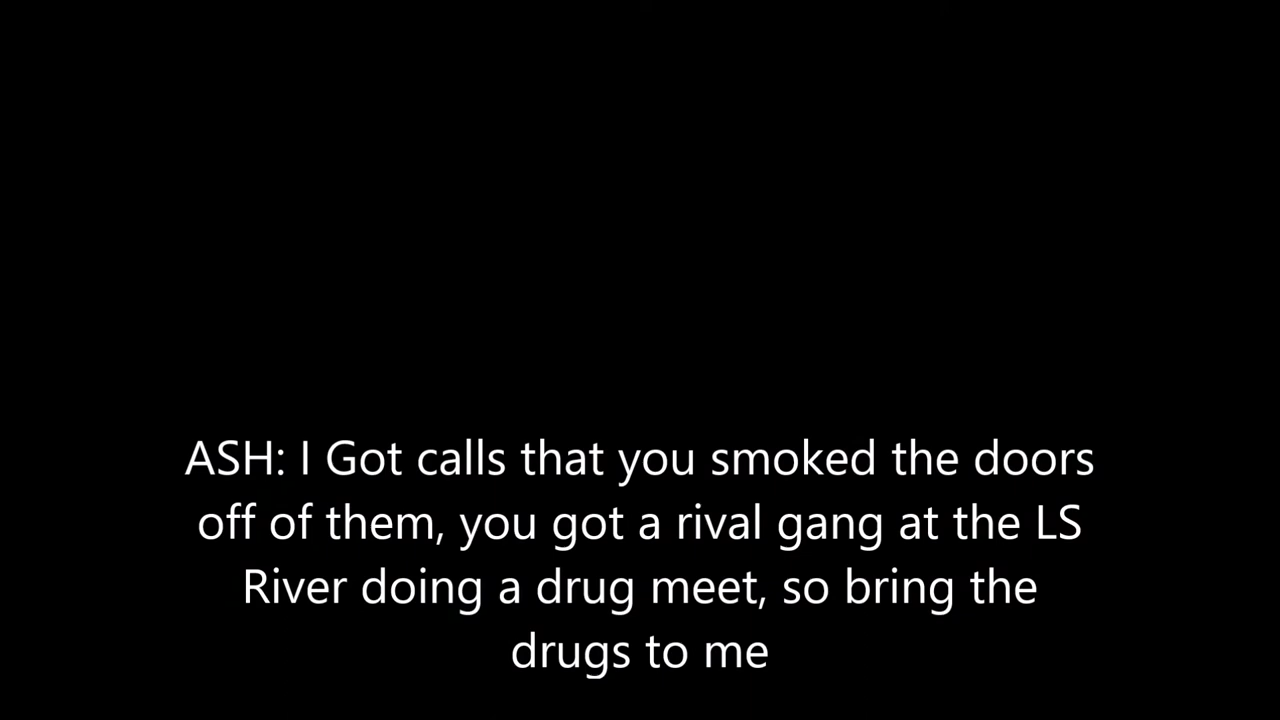 ASH: I Got calls that you smoked the doors
off of them, you got a rival gang at the LS
River doing a drug meet, so bring the
drugs to me